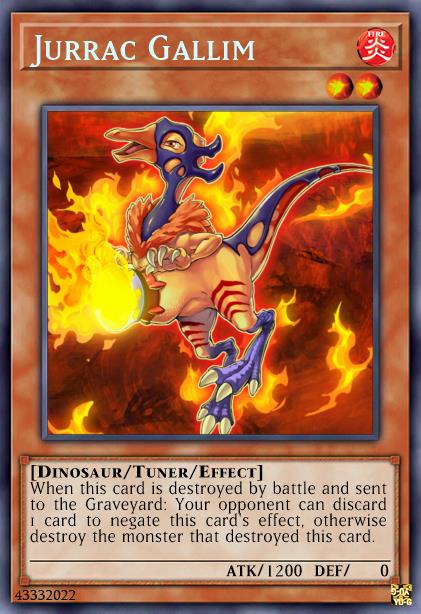 Jurrac Gallim
FIRE
炎
[Dinosaur/Tuner/Effect]
When this card is destroyed by battle and sent
to the Graveyard: Your opponent can discard
1 card to negate this card's effect, otherwise
destroy the monster that destroyed this card.
ATK/1200 DEF/ 0
43332022